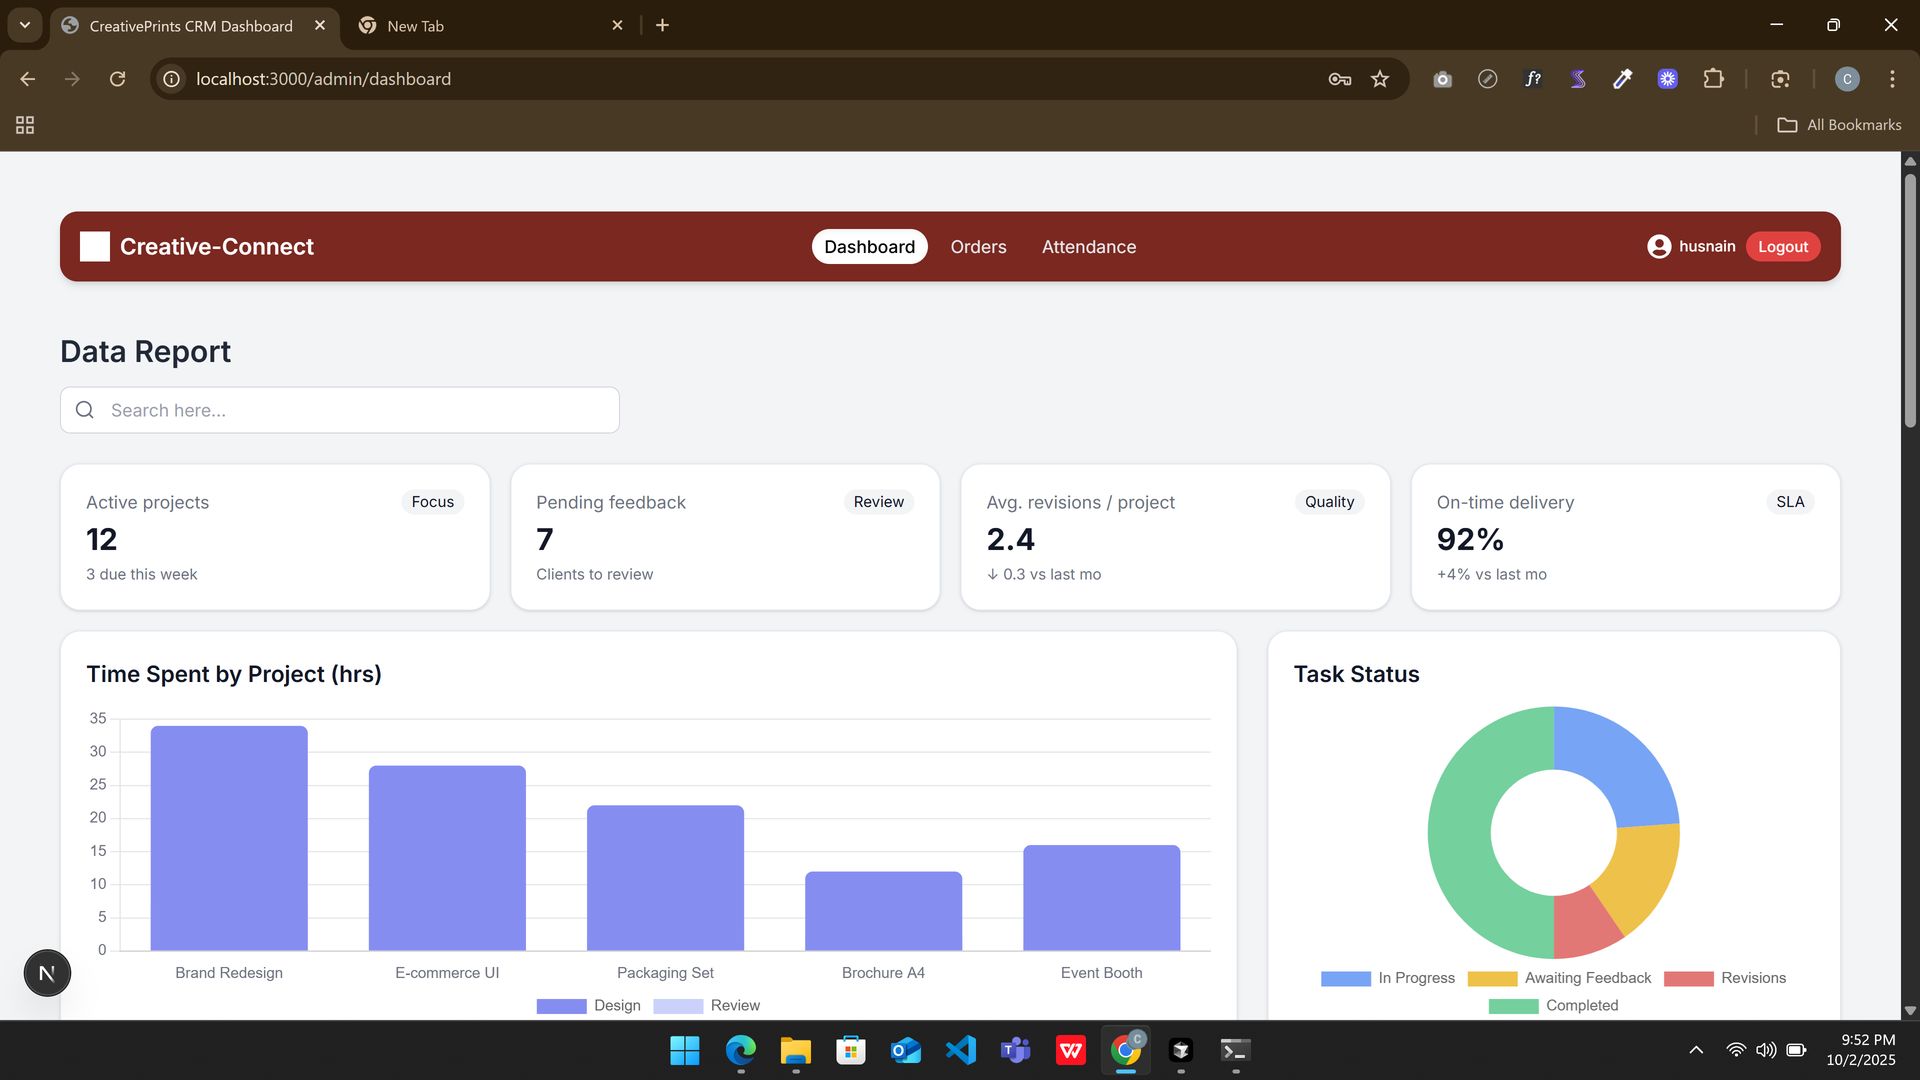 CreativePrints CRM Dashboard
New Tab
localhost:3000/admin/dashboard
C
All Bookmarks
Creative-Connect
Dashboard
Orders
Attendance
husnain
Logout
Data Report
Search here...
Active projects
Focus
12
3 due this week
Pending feedback
Review
7
Clients to review
Avg. revisions / project
Quality
2.4
↓ 0.3 vs last mo
On-time delivery
SLA
92%
+4% vs last mo
Time Spent by Project (hrs)
35
30
25
20
15
10
5
0
Brand Redesign
E-commerce UI
Packaging Set
Brochure A4
Event Booth
Design
Review
Task Status
In Progress
Awaiting Feedback
Revisions
Completed
N
9:52 PM
10/2/2025